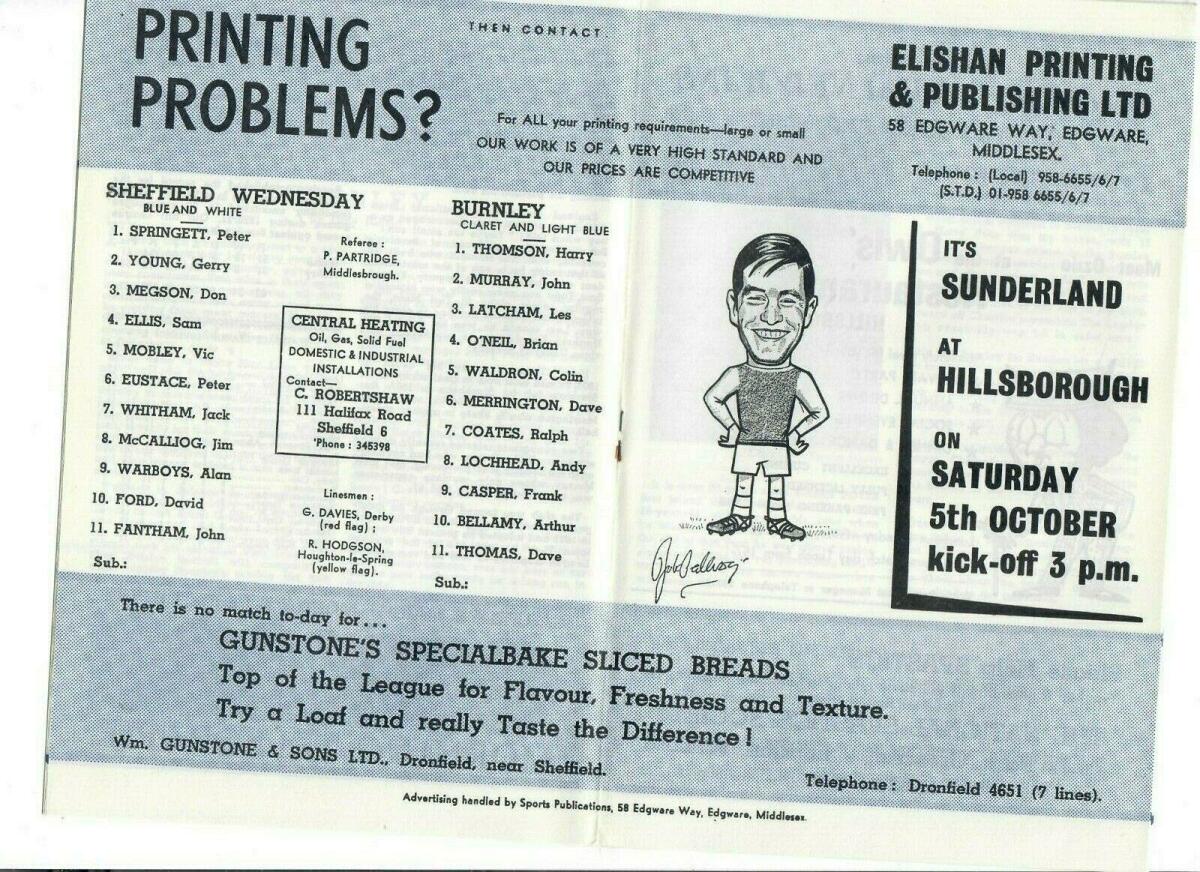 PRINTING
PROBLEMS?
THEN CONTACT.
For ALL your printing requirements—large or small
OUR WORK IS OF A VERY HIGH STANDARD AND
OUR PRICES ARE COMPETITIVE
ELISHAN PRINTING
& PUBLISHING LTD
58 EDGWARE WAY, EDGWARE,
MIDDLESEX.
Telephone : (Local) 958-6655/6/7
(S.T.D.) 01-958 6655/6/7
SHEFFIELD WEDNESDAY
BLUE AND WHITE
1. SPRINGETT, Peter
2. YOUNG, Gerry
3. MEGSON, Don
4. ELLIS, Sam
5. MOBLEY, Vic
6. EUSTACE, Peter
7. WHITHAM, Jack
8. McCALLIOG, Jim
9. WARBOYS, Alan
10. FORD, David
11. FANTHAM, John
Sub.:
Referee :
P. PARTRIDGE,
Middlesbrough.
CENTRAL HEATING
Oil, Gas, Solid Fuel
DOMESTIC & INDUSTRIAL
INSTALLATIONS
Contact—
C. ROBERTSHAW
111 Halifax Road
Sheffield 6
'Phone : 345398
Linesmen :
G. DAVIES, Derby
(red flag) ;
R. HODGSON,
Houghton-le-Spring
(yellow flag).
BURNLEY
CLARET AND LIGHT BLUE
1. THOMSON, Harry
2. MURRAY, John
3. LATCHAM, Les
4. O'NEIL, Brian
5. WALDRON, Colin
6. MERRINGTON, Dave
7. COATES, Ralph
8. LOCHHEAD, Andy
9. CASPER, Frank
10. BELLAMY, Arthur
11. THOMAS, Dave
Sub.:
IT'S
SUNDERLAND
AT
HILLSBOROUGH
ON
SATURDAY
5th OCTOBER
kick-off 3 p.m.
There is no match to-day for . . .
GUNSTONE'S SPECIALBAKE SLICED BREADS
Top of the League for Flavour, Freshness and Texture.
Try a Loaf and really Taste the Difference !
Wm. GUNSTONE & SONS LTD., Dronfield, near Sheffield.
Telephone : Dronfield 4651 (7 lines).
Advertising handled by Sports Publications, 58 Edgware Way, Edgware, Middlesex.